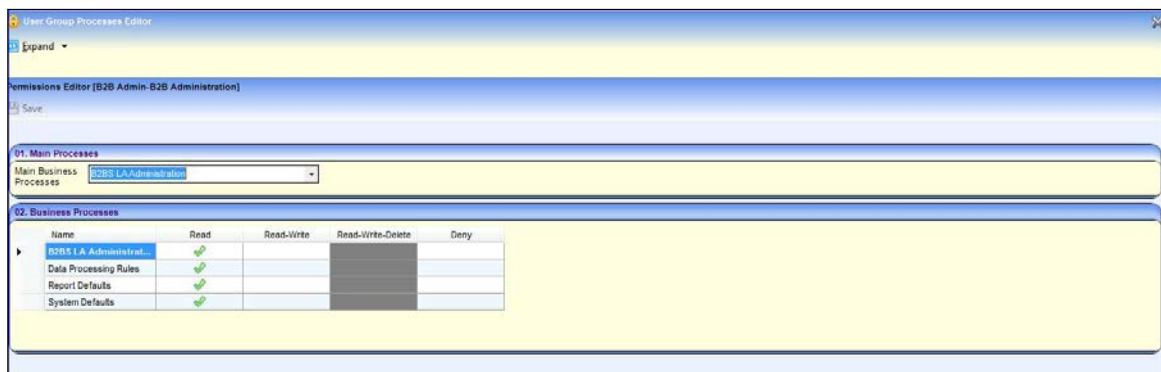 User Group Processes Editor
Expand
Permissions Editor [B2B Admin-B2B Administration]
Save
01. Main Processes
Main Business Processes B2BS LA Administration
02. Business Processes
Name Read Read-Write Read-Write-Delete Deny
B2BS LA Administrat...
Data Processing Rules
Report Defaults
System Defaults